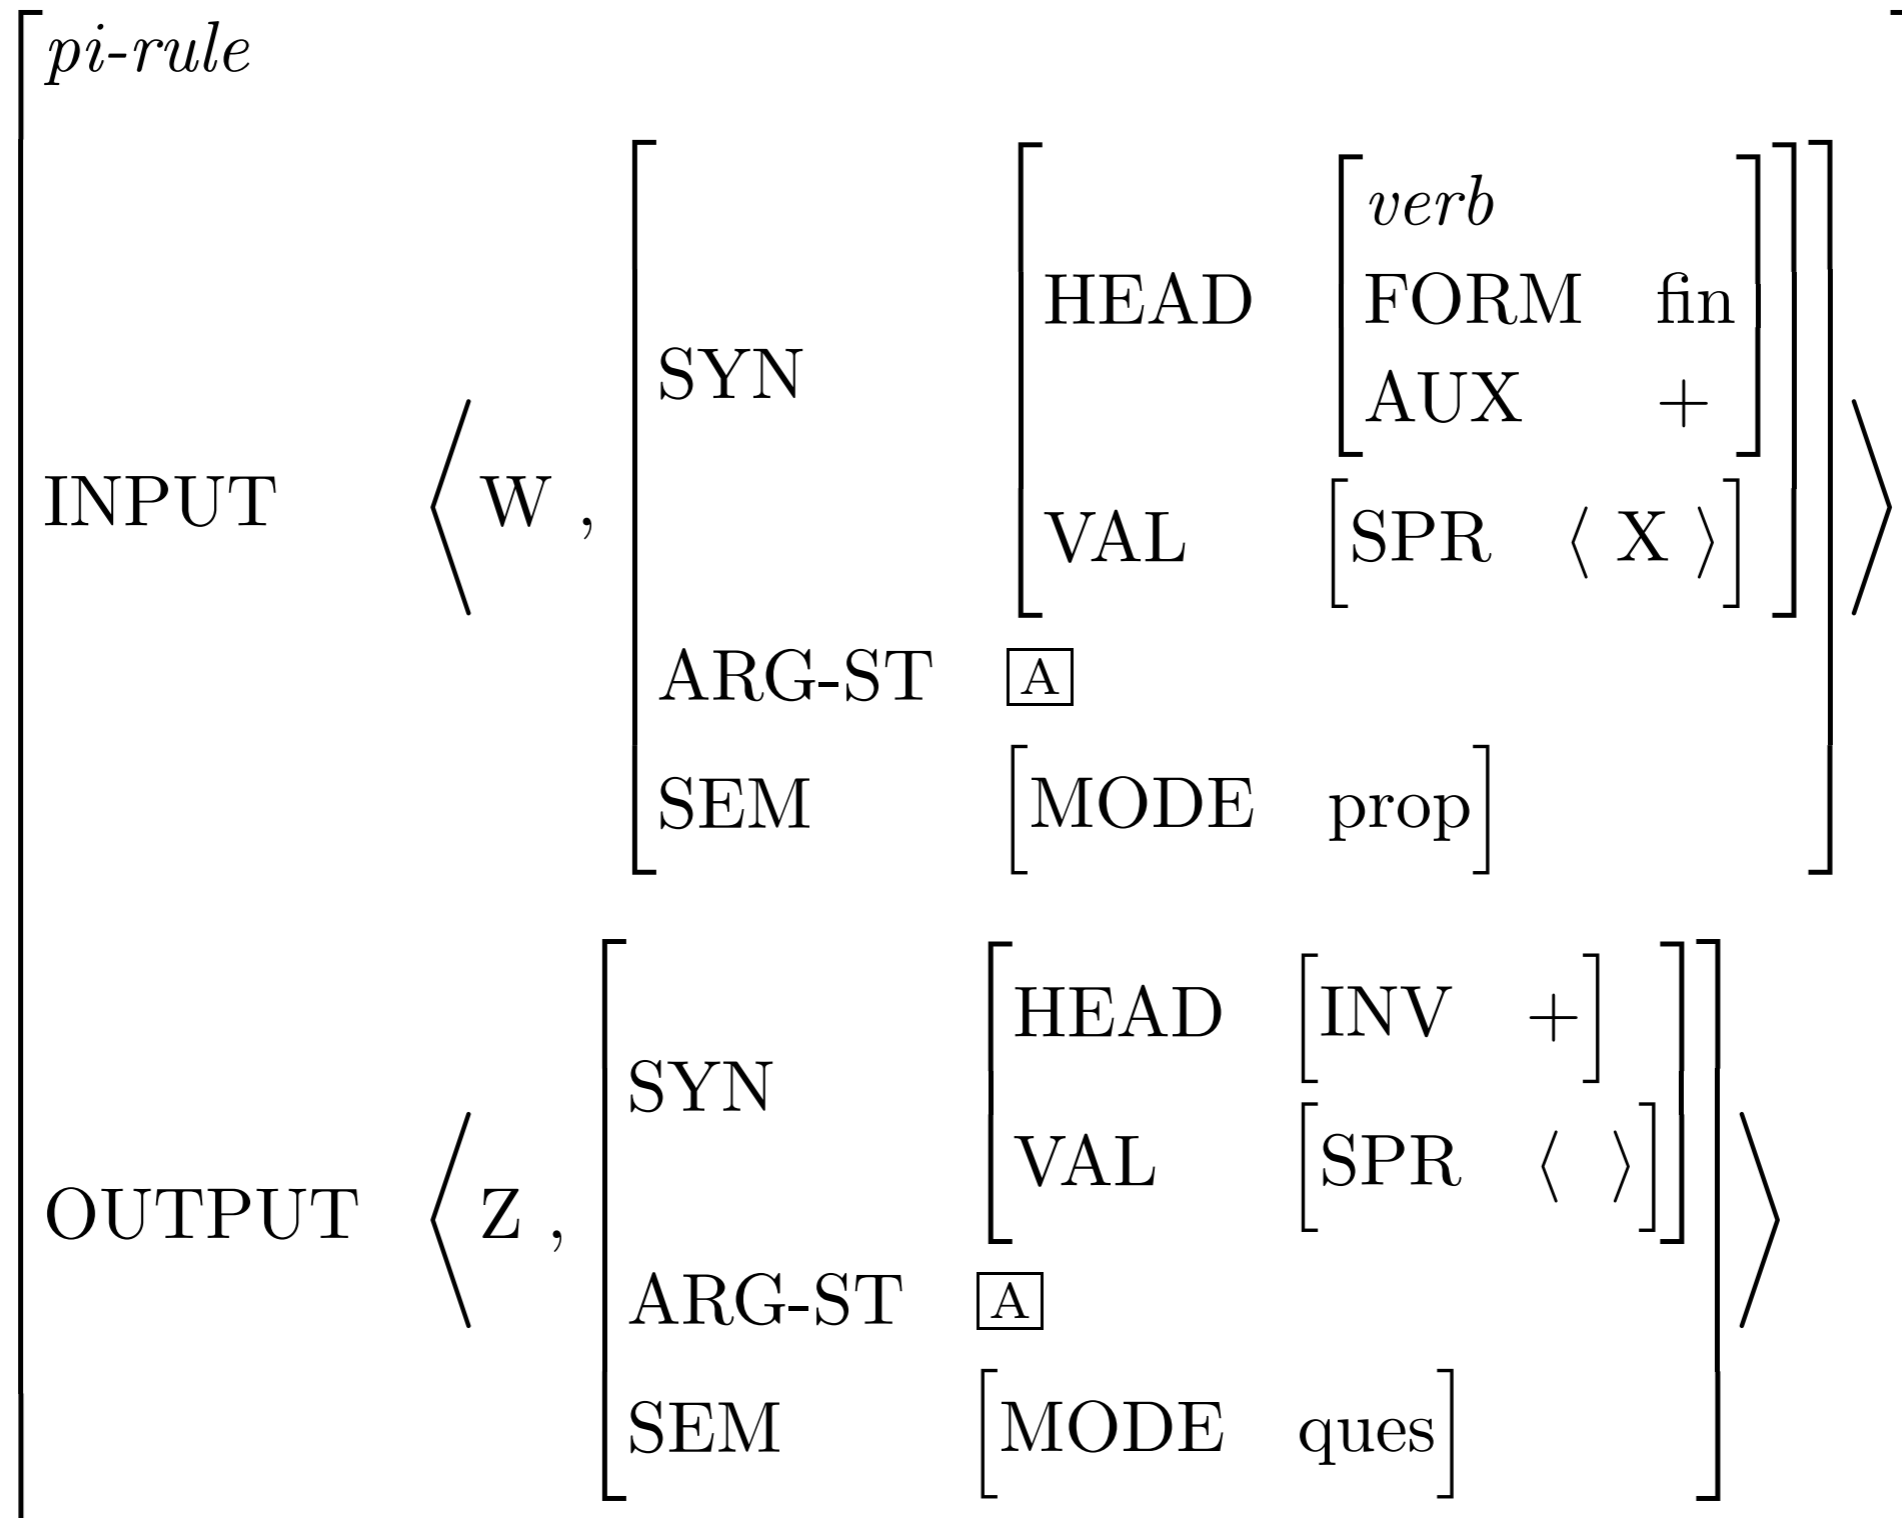 pi-rule
verb
HEAD FORM fin
SYN AUX +
INPUT ⟨ W , VAL [SPR ⟨ X ⟩] ⟩
ARG-ST A
SEM [MODE prop]
HEAD [INV +]
SYN
VAL [SPR ⟨ ⟩]
OUTPUT ⟨ Z , ⟩
ARG-ST A
SEM [MODE ques]